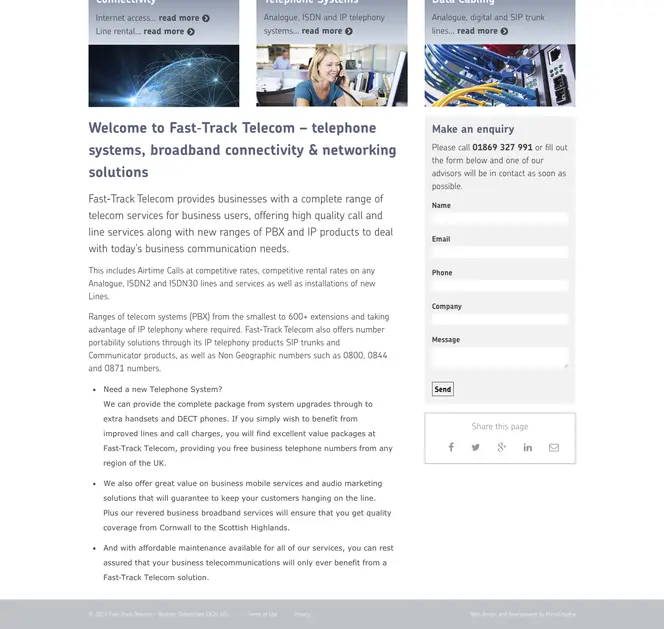 Connectivity
Internet access... read more
Line rental... read more
Telephone Systems
Analogue, ISDN and IP telephony
systems... read more
Data Cabling
Analogue, digital and SIP trunk
lines... read more
Welcome to Fast-Track Telecom – telephone
systems, broadband connectivity & networking
solutions
Fast-Track Telecom provides businesses with a complete range of
telecom services for business users, offering high quality call and
line services along with new ranges of PBX and IP products to deal
with today's business communication needs.
This includes Airtime Calls at competitive rates, competitive rental rates on any
Analogue, ISDN2 and ISDN30 lines and services as well as installations of new
Lines.
Ranges of telecom systems (PBX) from the smallest to 600+ extensions and taking
advantage of IP telephony where required. Fast-Track Telecom also offers number
portability solutions through its IP telephony products SIP trunks and
Communicator products, as well as Non Geographic numbers such as 0800, 0844
and 0871 numbers.
• Need a new Telephone System?
We can provide the complete package from system upgrades through to
extra handsets and DECT phones. If you simply wish to benefit from
improved lines and call charges, you will find excellent value packages at
Fast-Track Telecom, providing you free business telephone numbers from any
region of the UK.
• We also offer great value on business mobile services and audio marketing
solutions that will guarantee to keep your customers hanging on the line.
Plus our revered business broadband services will ensure that you get quality
coverage from Cornwall to the Scottish Highlands.
• And with affordable maintenance available for all of our services, you can rest
assured that your business telecommunications will only ever benefit from a
Fast-Track Telecom solution.
Make an enquiry
Please call 01869 327 991 or fill out
the form below and one of our
advisors will be in contact as soon as
possible.
Name
Email
Phone
Company
Message
Send
Share this page
Fast-Track Telecom – Bicester Oxfordshire OX26
Terms of Use
Privacy
Web design and development by